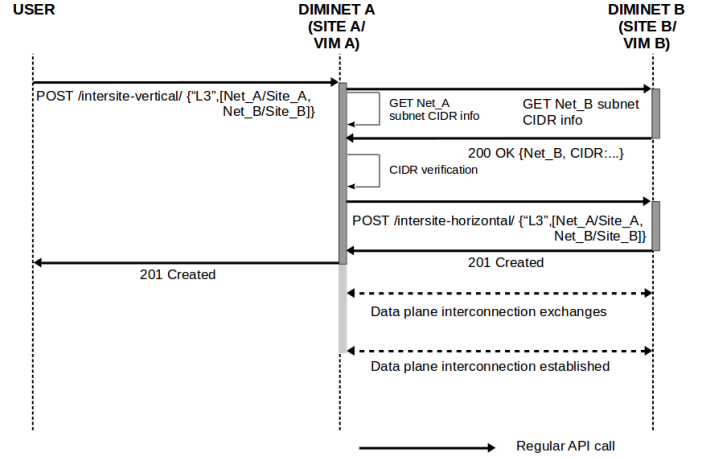 USER
DIMINET A
(SITE A/
VIM A)
DIMINET B
(SITE B/
VIM B)
POST /intersite-vertical/ {“L3”,[Net_A/Site_A,
Net_B/Site_B]}
GET Net_A
subnet CIDR info
GET Net_B subnet
CIDR info
200 OK {Net_B, CIDR:...}
CIDR verification
POST /intersite-horizontal/ {“L3”,[Net_A/Site_A,
Net_B/Site_B]}
201 Created
201 Created
Data plane interconnection exchanges
Data plane interconnection established
Regular API call